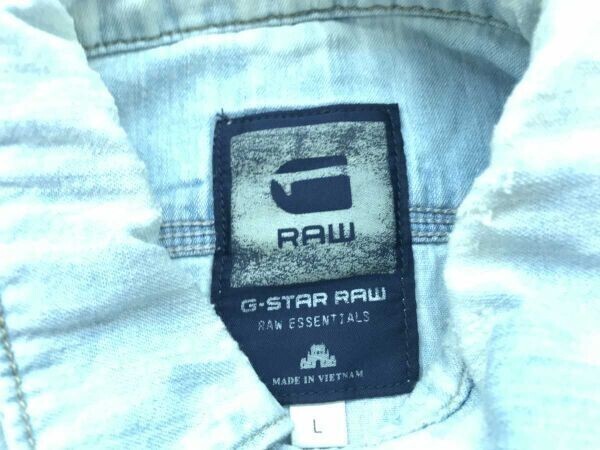 G
RAW
G-STAR RAW
RAW ESSENTIALS
MADE IN VIETNAM
L